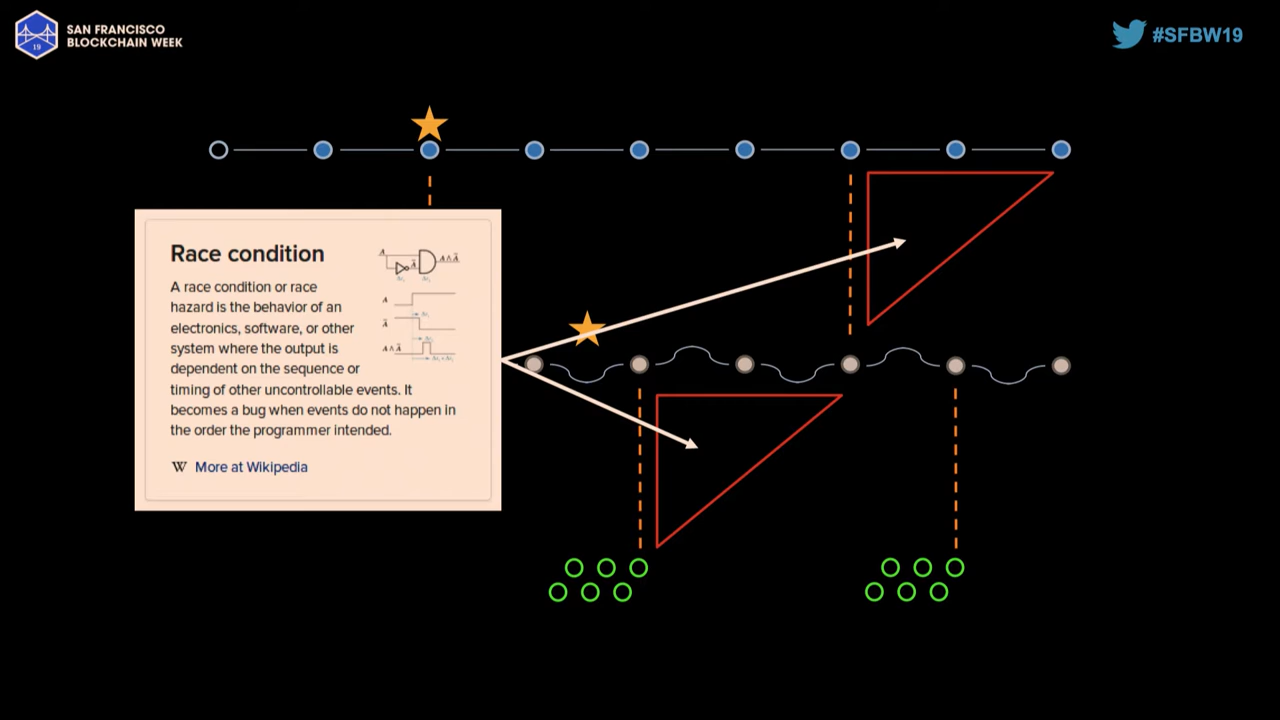 SAN FRANCISCO
BLOCKCHAIN WEEK
19
#SFBW19
Race condition
A race condition or race
hazard is the behavior of an
electronics, software, or other
system where the output is
dependent on the sequence or
timing of other uncontrollable events. It
becomes a bug when events do not happen in
the order the programmer intended.
W More at Wikipedia
A
A